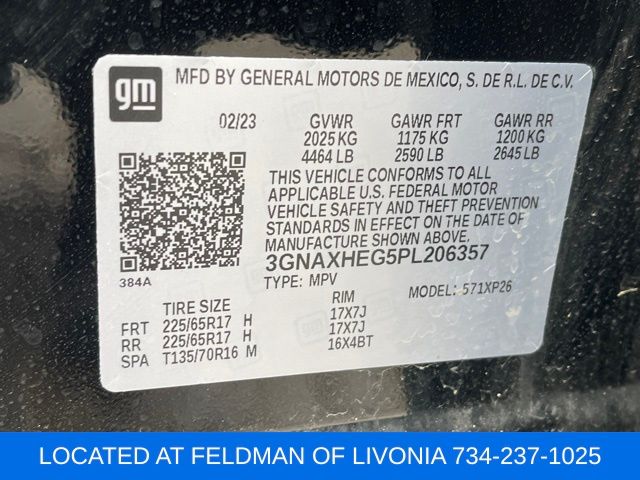 gm
MFD BY GENERAL MOTORS DE MEXICO, S. DE R.L. DE C.V.
02/23 GVWR GAWR FRT GAWR RR
2025 KG 1175 KG 1200 KG
4464 LB 2590 LB 2645 LB
THIS VEHICLE CONFORMS TO ALL
APPLICABLE U.S. FEDERAL MOTOR
VEHICLE SAFETY AND THEFT PREVENTION
STANDARDS IN EFFECT ON THE DATE OF
MANUFACTURE SHOWN ABOVE.
3GNAXHEG5PL206357
384A
TYPE: MPV MODEL: 571XP26
TIRE SIZE RIM
FRT 225/65R17 H 17X7J
RR 225/65R17 H 17X7J
SPA T135/70R16 M 16X4BT
LOCATED AT FELDMAN OF LIVONIA 734-237-1025